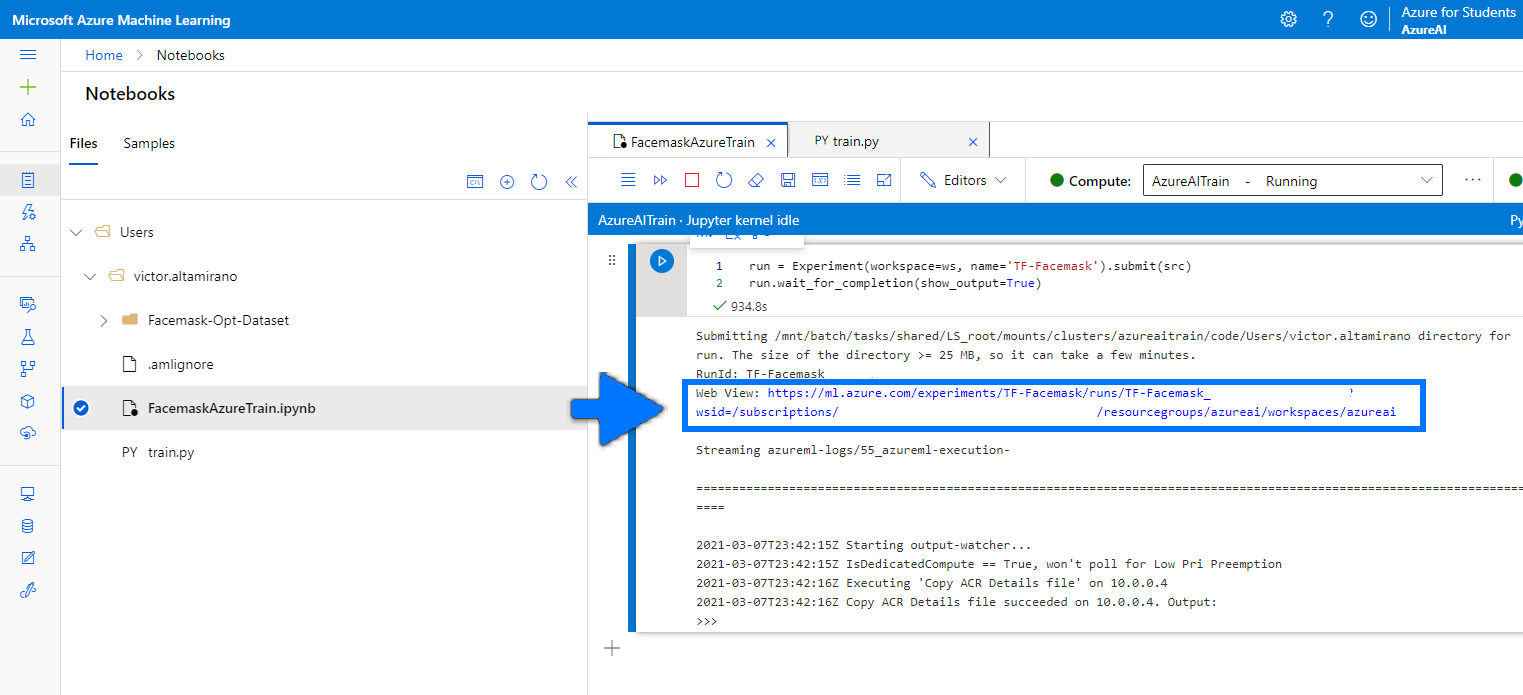 Microsoft Azure Machine Learning
Azure for Students
AzureAI
Home > Notebooks
Notebooks
Files Samples
Users
victor.altamirano
Facemask-Opt-Dataset
.amlignore
FacemaskAzureTrain.ipynb
PY train.py
FacemaskAzureTrain
PY train.py
Editors
Compute: AzureAITrain - Running
AzureAITrain · Jupyter kernel idle
Py
1 run = Experiment(workspace=ws, name='TF-Facemask').submit(src)
2 run.wait_for_completion(show_output=True)
934.8s
Submitting /mnt/batch/tasks/shared/LS_root/mounts/clusters/azureaitrain/code/Users/victor.altamirano directory for
run. The size of the directory >= 25 MB, so it can take a few minutes.
RunId: TF-Facemask
Web View: https://ml.azure.com/experiments/TF-Facemask/runs/TF-Facemask_ ?
wsid=/subscriptions/ /resourcegroups/azureai/workspaces/azureai
Streaming azureml-logs/55_azureml-execution-
====================================================================================================================
====
2021-03-07T23:42:15Z Starting output-watcher...
2021-03-07T23:42:15Z IsDedicatedCompute == True, won't poll for Low Pri Preemption
2021-03-07T23:42:16Z Executing 'Copy ACR Details file' on 10.0.0.4
2021-03-07T23:42:16Z Copy ACR Details file succeeded on 10.0.0.4. Output:
>>>